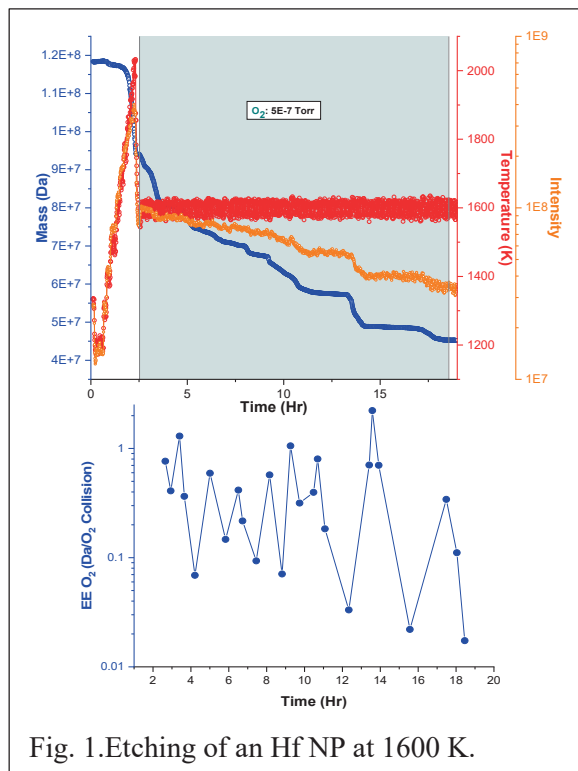 1.2E+8
1.1E+8
1E+8
9E+7
8E+7
7E+7
6E+7
5E+7
4E+7
Mass (Da)
O2: 5E-7 Torr
2000
1800
1600
1400
1200
Temperature (K)
1E9
1E8
1E7
Intensity
0 5 10 15
Time (Hr)
1
0.1
0.01
EE O2 (Da/O2 Collision)
2 4 6 8 10 12 14 16 18 20
Time (Hr)
Fig. 1.Etching of an Hf NP at 1600 K.